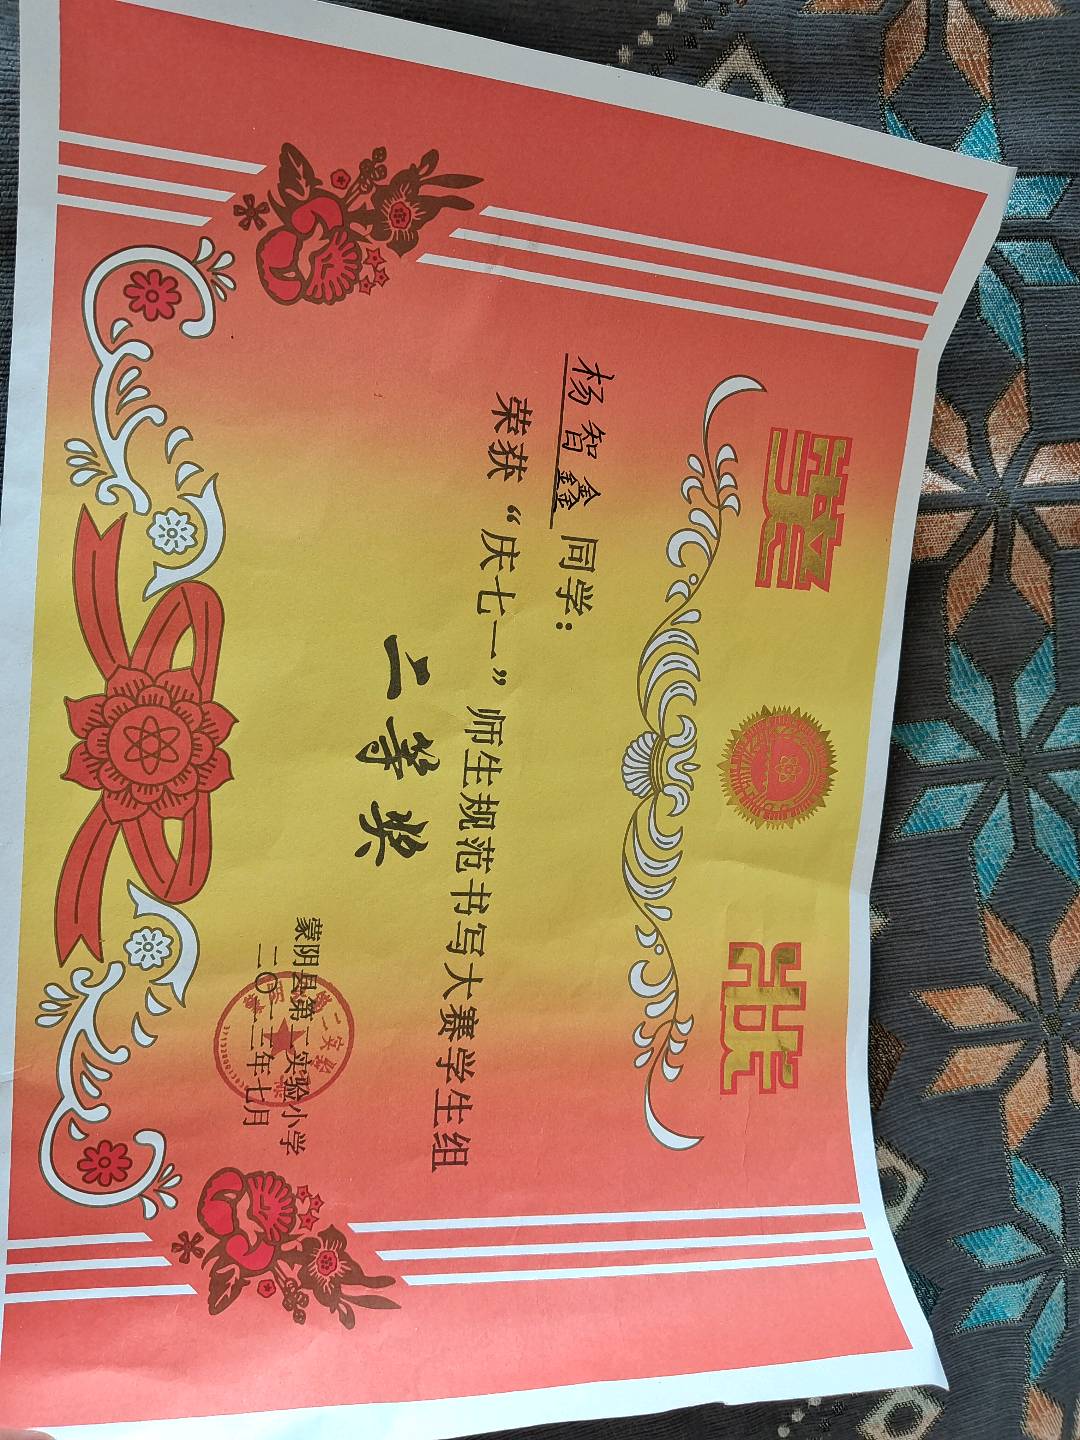 奖状
杨智鑫同学：
荣获“庆七一”师生规范书写大赛学生组
二等奖
蒙阴县第二实验小学
二〇一三年七月